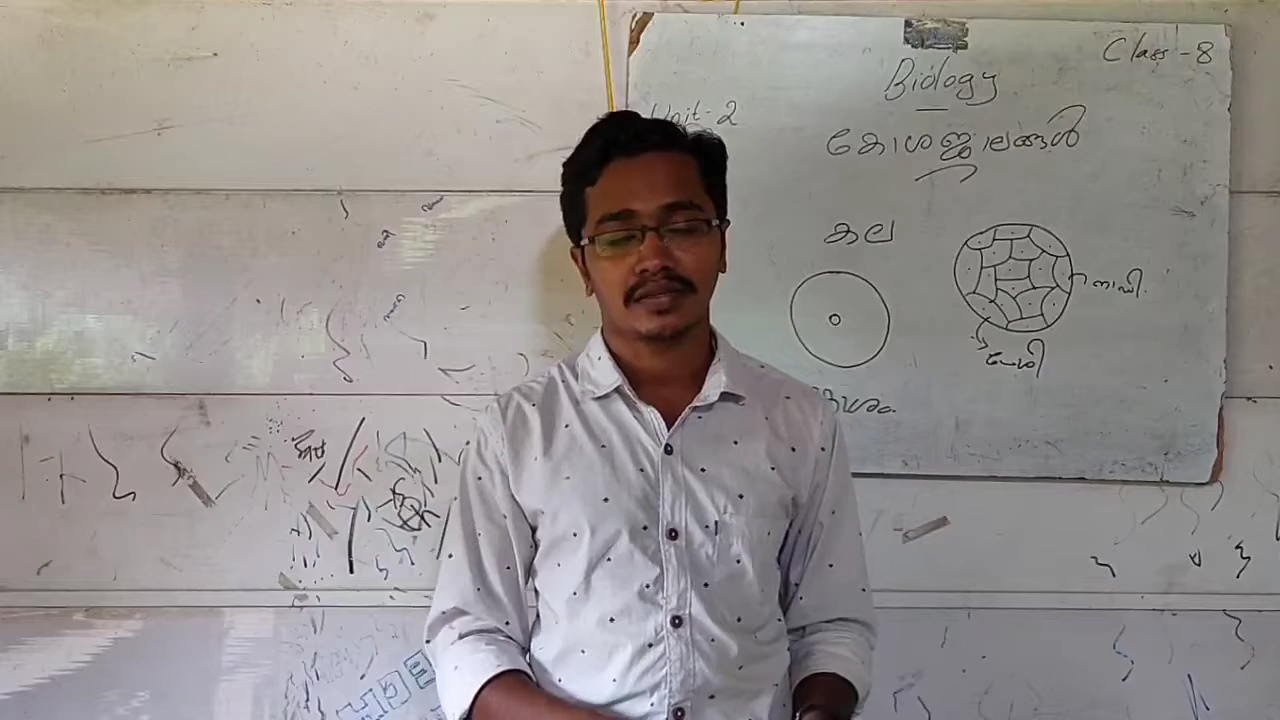 Class - 8
Biology
Unit - 2
കോശജാലങ്ങൾ
കല
നാഡി
പേശി